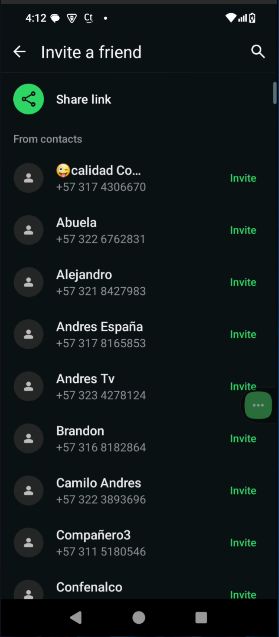 4:12
Invite a friend
Share link
From contacts
😜calidad Co...
+57 317 4306670
Invite
Abuela
+57 322 6762831
Invite
Alejandro
+57 321 8427983
Invite
Andres España
+57 317 8165853
Invite
Andres Tv
+57 323 4278124
Invite
Brandon
+57 316 8182864
Invite
Camilo Andres
+57 322 3893696
Invite
Compañero3
+57 311 5180546
Invite
Confenalco
Invite